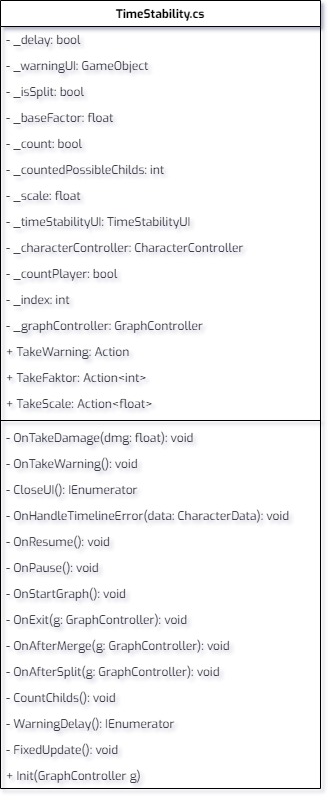 TimeStability.cs
- _delay: bool
- _warningUI: GameObject
- _isSplit: bool
- _baseFactor: float
- _count: bool
- _countedPossibleChilds: int
- _scale: float
- _timeStabilityUI: TimeStabilityUI
- _characterController: CharacterController
- _countPlayer: bool
- _index: int
- _graphController: GraphController
+ TakeWarning: Action
+ TakeFaktor: Action<int>
+ TakeScale: Action<float>
- OnTakeDamage(dmg: float): void
- OnTakeWarning(): void
- CloseUI(): IEnumerator
- OnHandleTimelineError(data: CharacterData): void
- OnResume(): void
- OnPause(): void
- OnStartGraph(): void
- OnExit(g: GraphController): void
- OnAfterMerge(g: GraphController): void
- OnAfterSplit(g: GraphController): void
- CountChilds(): void
- WarningDelay(): IEnumerator
- FixedUpdate(): void
+ Init(GraphController g)